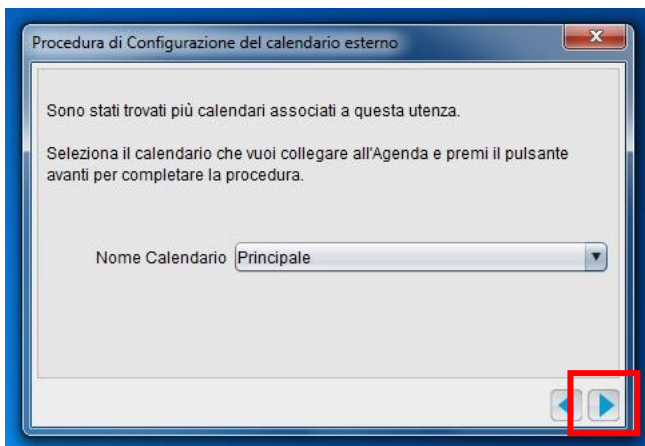 Procedura di Configurazione del calendario esterno
Sono stati trovati più calendari associati a questa utenza.
Seleziona il calendario che vuoi collegare all'Agenda e premi il pulsante
avanti per completare la procedura.
Nome Calendario Principale